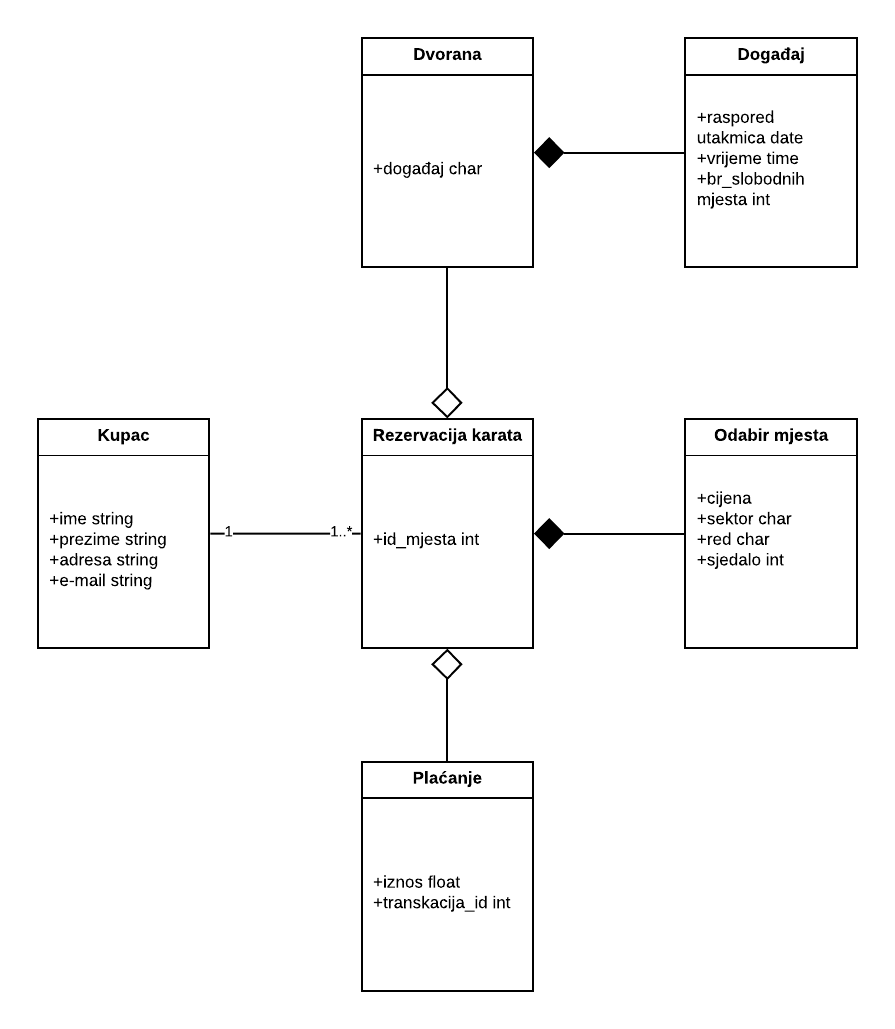 Dvorana
+događaj char
Događaj
+raspored
utakmica date
+vrijeme time
+br_slobodnih
mjesta int
Kupac
+ime string
+prezime string
+adresa string
+e-mail string
1
1..*
Rezervacija karata
+id_mjesta int
Odabir mjesta
+cijena
+sektor char
+red char
+sjedalo int
Plaćanje
+iznos float
+transkacija_id int